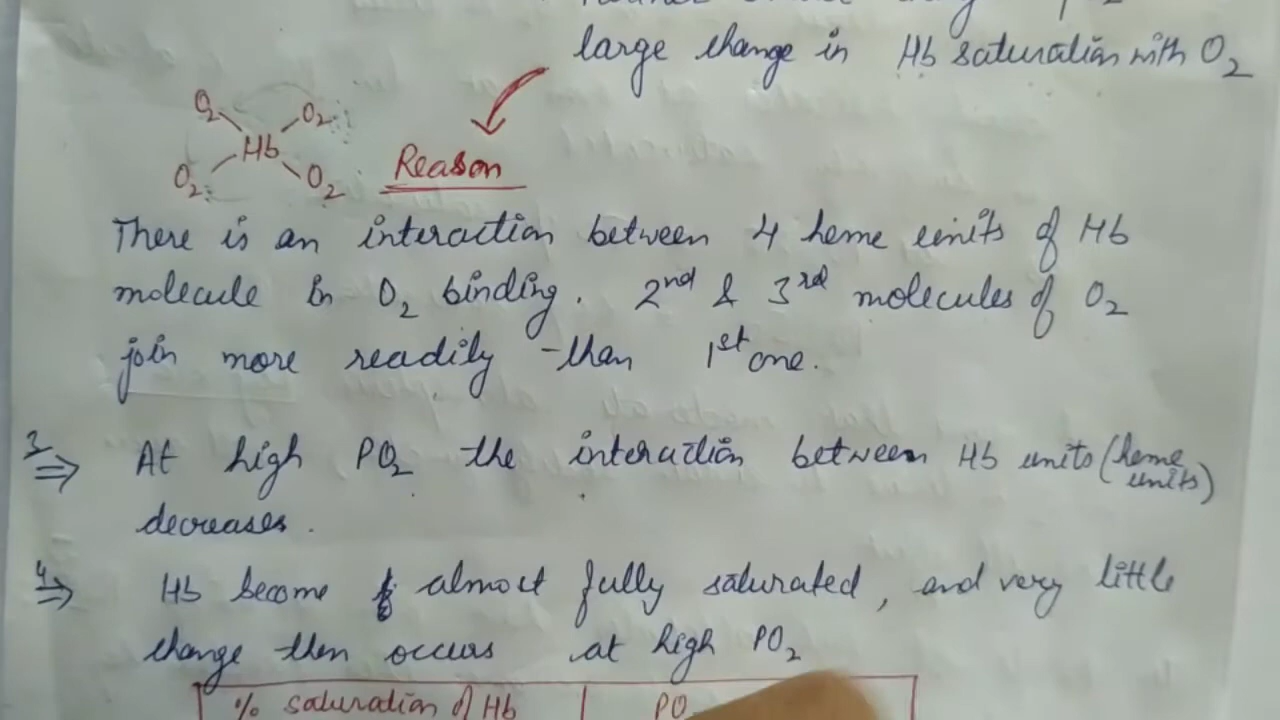 large change in Hb saturation with O2
O2 O2
Hb
O2 O2
Reason
There is an interaction between 4 heme units of Hb
molecule in O2 binding. 2nd & 3rd molecules of O2
join more readily than 1st one.
3⇒ At high PO2 the interaction between Hb units (heme units)
decreases.
4⇒ Hb become almost fully saturated, and very little
change then occurs at high PO2
% saturation of Hb PO